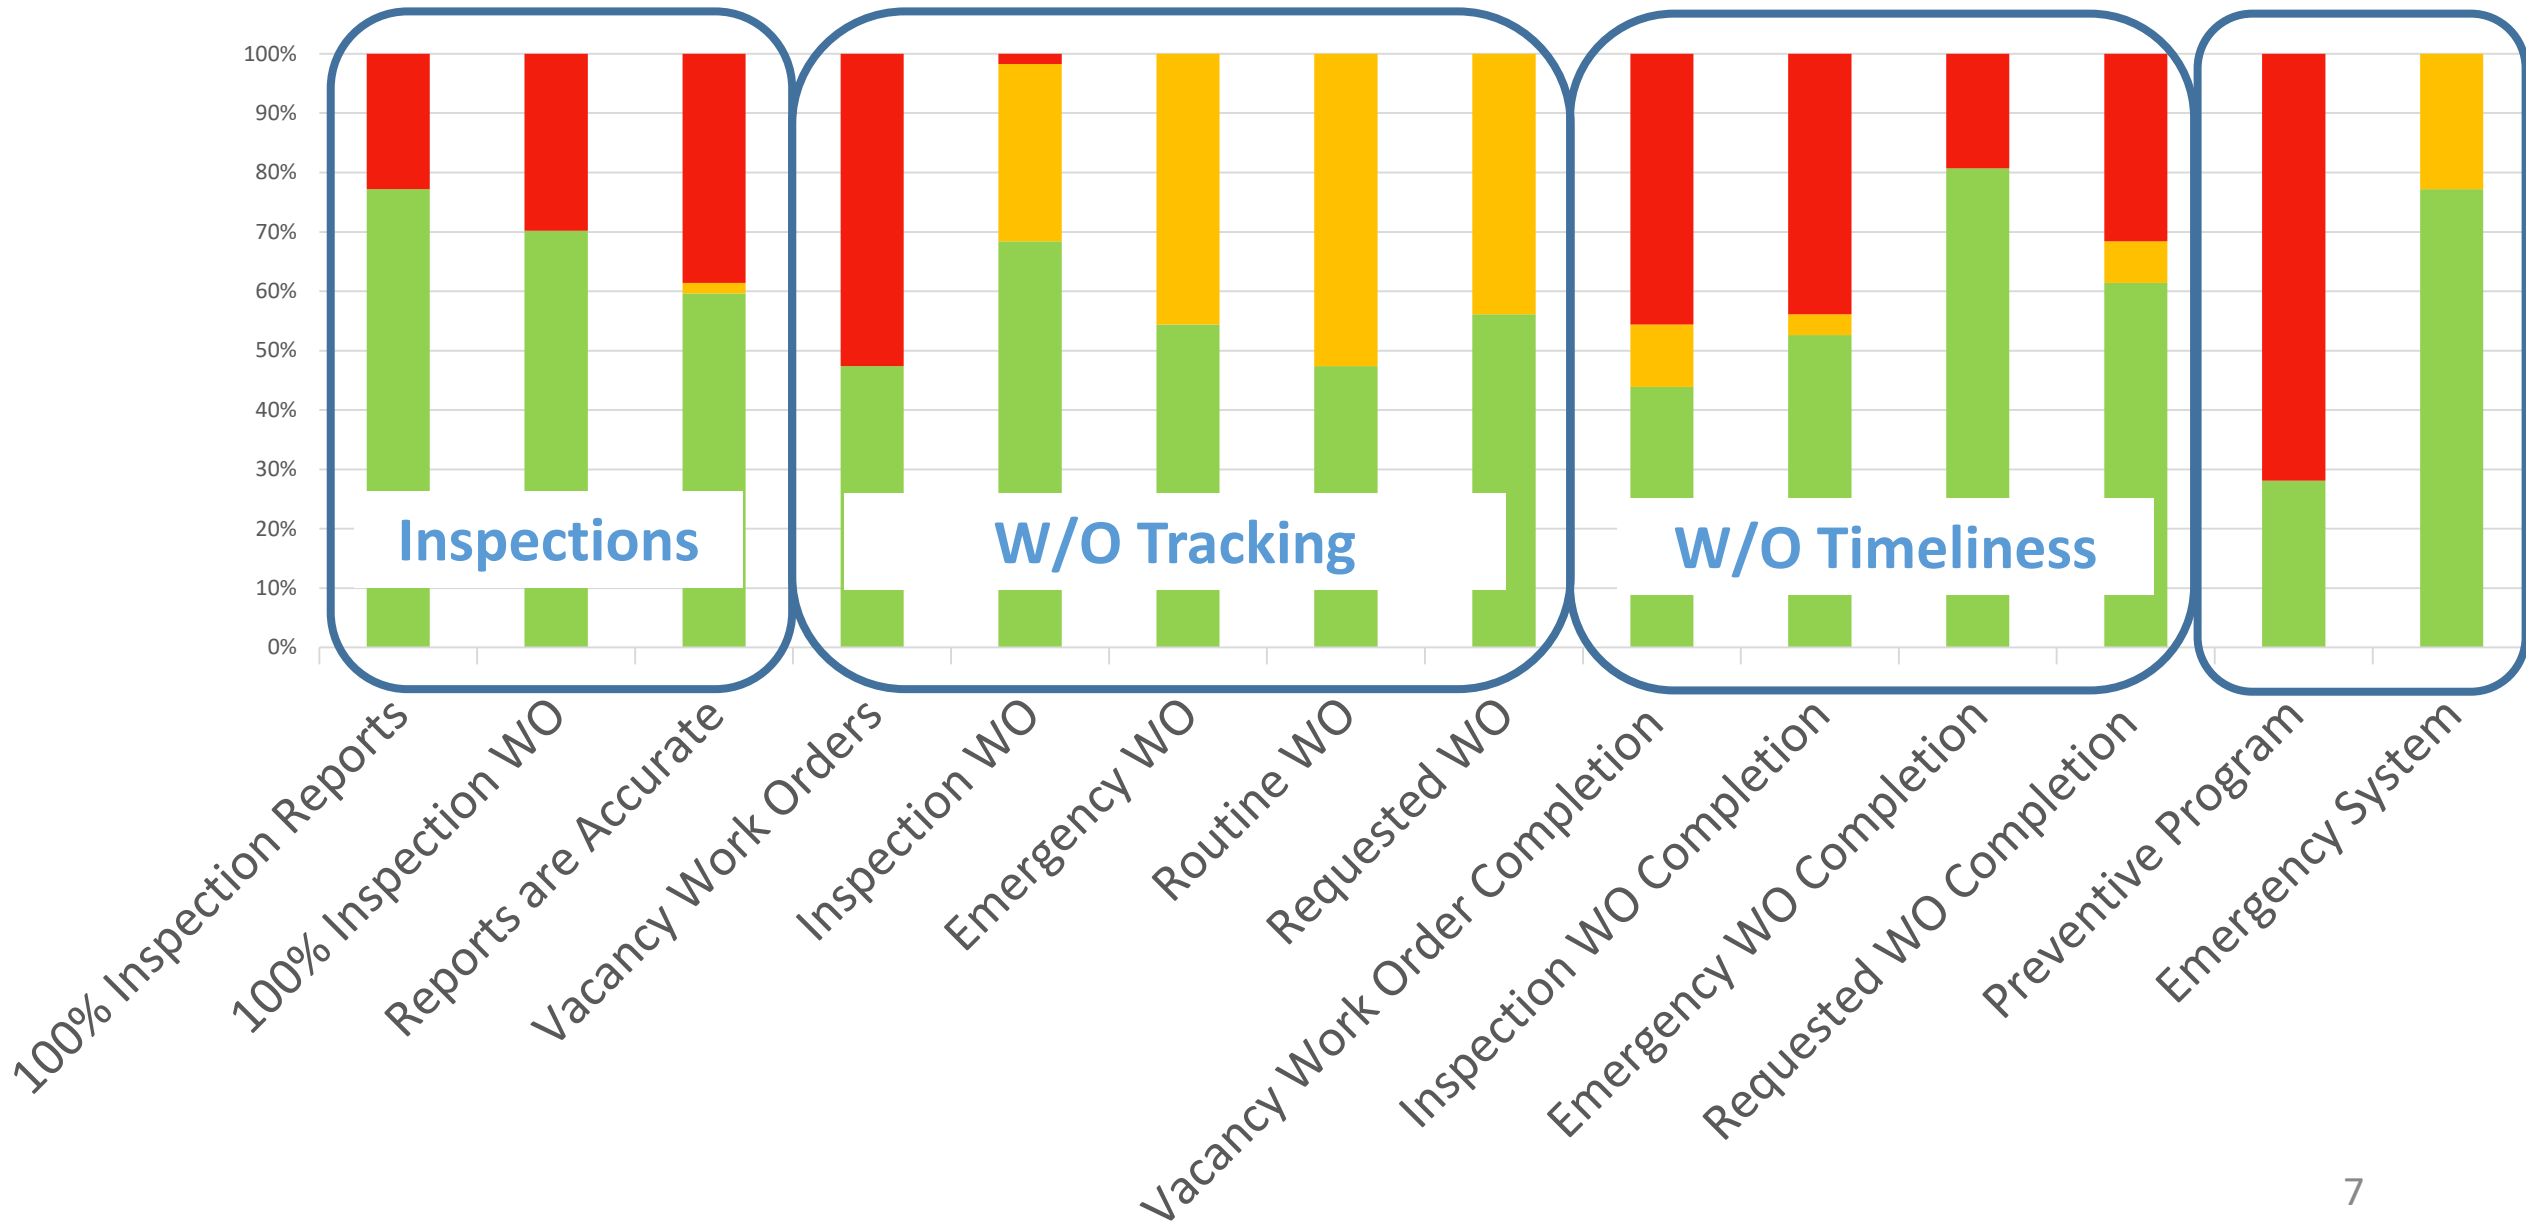 100%
90%
80%
70%
60%
50%
40%
30%
20%
10%
0%
Inspections
W/O Tracking
W/O Timeliness
100% Inspection Reports
100% Inspection WO
Reports are Accurate
Vacancy Work Orders
Inspection WO
Emergency WO
Routine WO
Requested WO
Vacancy Work Order Completion
Inspection WO Completion
Emergency WO Completion
Requested WO Completion
Preventive Program
Emergency System
7